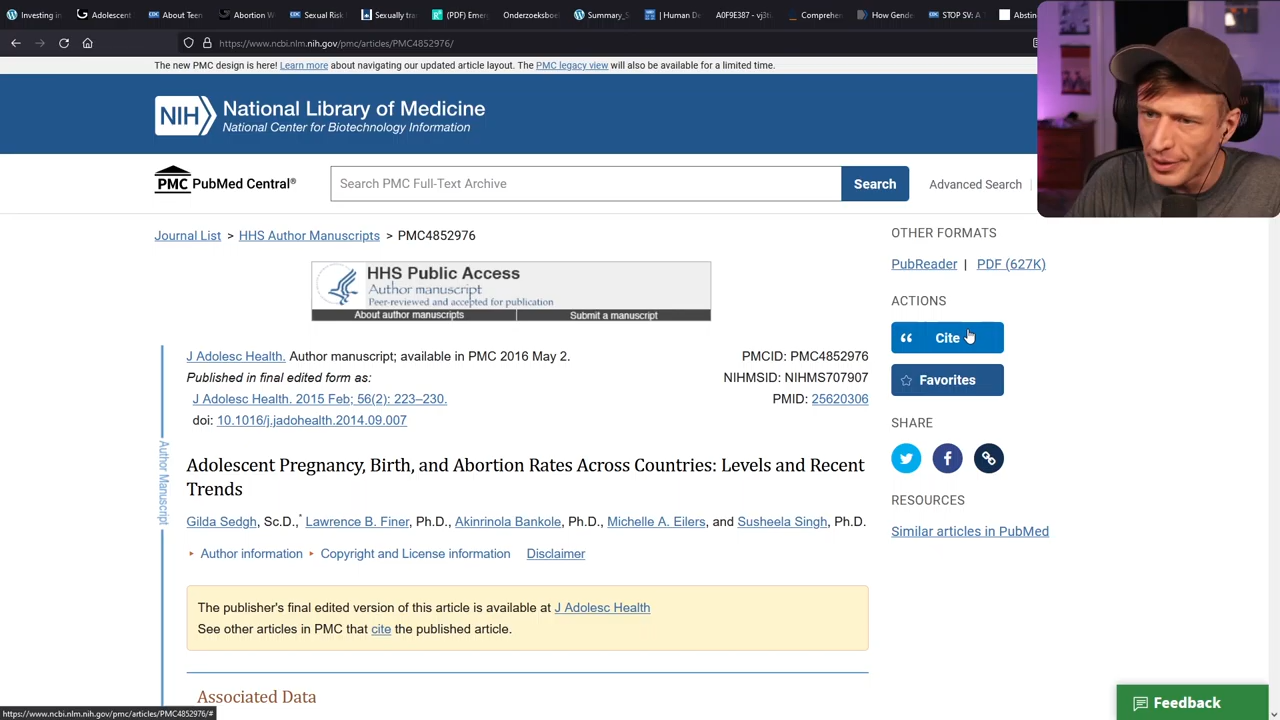 Investing in
Adolescent
About Teen
Abortion W
Sexual Risk
Sexually tra
(PDF) Emerg
Onderzoeksbo
Summary_S
Human De
A0F9E387 - vj3t
Comprehen
How Gende
STOP SV: A T
Abstine
https://www.ncbi.nlm.nih.gov/pmc/articles/PMC4852976/
The new PMC design is here! Learn more about navigating our updated article layout. The PMC legacy view will also be available for a limited time.
NIH National Library of Medicine
National Center for Biotechnology Information
PMC PubMed Central®
Search PMC Full-Text Archive
Search
Advanced Search
Journal List > HHS Author Manuscripts > PMC4852976
HHS Public Access
Author manuscript
Peer-reviewed and accepted for publication
About author manuscripts
Submit a manuscript
J Adolesc Health. Author manuscript; available in PMC 2016 May 2.
Published in final edited form as:
J Adolesc Health. 2015 Feb; 56(2): 223–230.
doi: 10.1016/j.jadohealth.2014.09.007
PMCID: PMC4852976
NIHMSID: NIHMS707907
PMID: 25620306
Author Manuscript
Adolescent Pregnancy, Birth, and Abortion Rates Across Countries: Levels and Recent
Trends
Gilda Sedgh, Sc.D.,* Lawrence B. Finer, Ph.D., Akinrinola Bankole, Ph.D., Michelle A. Eilers, and Susheela Singh, Ph.D.
Author information
Copyright and License information
Disclaimer
The publisher's final edited version of this article is available at J Adolesc Health
See other articles in PMC that cite the published article.
Associated Data
OTHER FORMATS
PubReader | PDF (627K)
ACTIONS
Cite
Favorites
SHARE
RESOURCES
Similar articles in PubMed
Feedback
https://www.ncbi.nlm.nih.gov/pmc/articles/PMC4852976/#